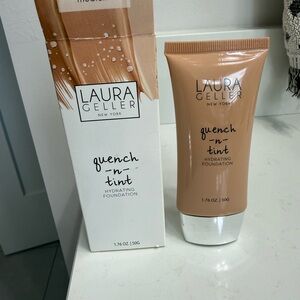 LAURA
GELLER
NEW YORK
quench
-n-
tint
HYDRATING
FOUNDATION
1.76 OZ | 50G
LAURA
GELLER
NEW YORK
quench
-n-
tint
HYDRATING
FOUNDATION
1.76 OZ | 50G